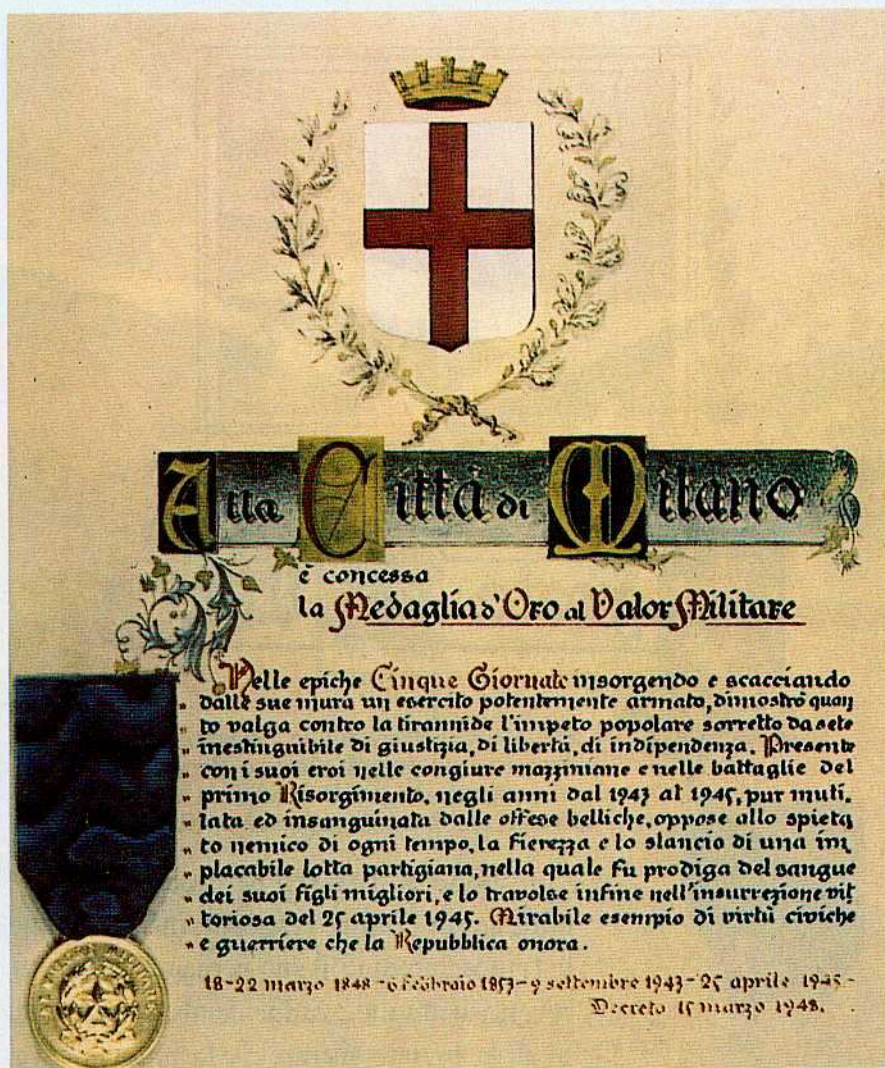 Alla Città di Milano
è concessa
la Medaglia d'Oro al Valor Militare
Nelle epiche Cinque Giornate insorgendo e scacciando
" dalle sue mura un esercito potentemente armato, dimostrò quan
" to valga contro la tirannide l'impeto popolare sorretto da sete
" inestinguibile di giustizia, di libertà, di indipendenza. Presente
" con i suoi eroi nelle congiure mazziniane e nelle battaglie del
" primo Risorgimento, negli anni dal 1943 al 1945, pur muti,
" lata ed insanguinata dalle offese belliche, oppose allo spieta
" to nemico di ogni tempo, la fierezza e lo slancio di una im
" placabile lotta partigiana, nella quale fu prodiga del sangue
" dei suoi figli migliori, e lo travolse infine nell'insurrezione vit
" toriosa del 25 aprile 1945. Mirabile esempio di virtù civiche
" e guerriere che la Repubblica onora.
18-22 marzo 1848 - 6 febbraio 1853 - 9 settembre 1943 - 25 aprile 1945 -
Decreto 15 marzo 1948.
AL VALORE MILITARE